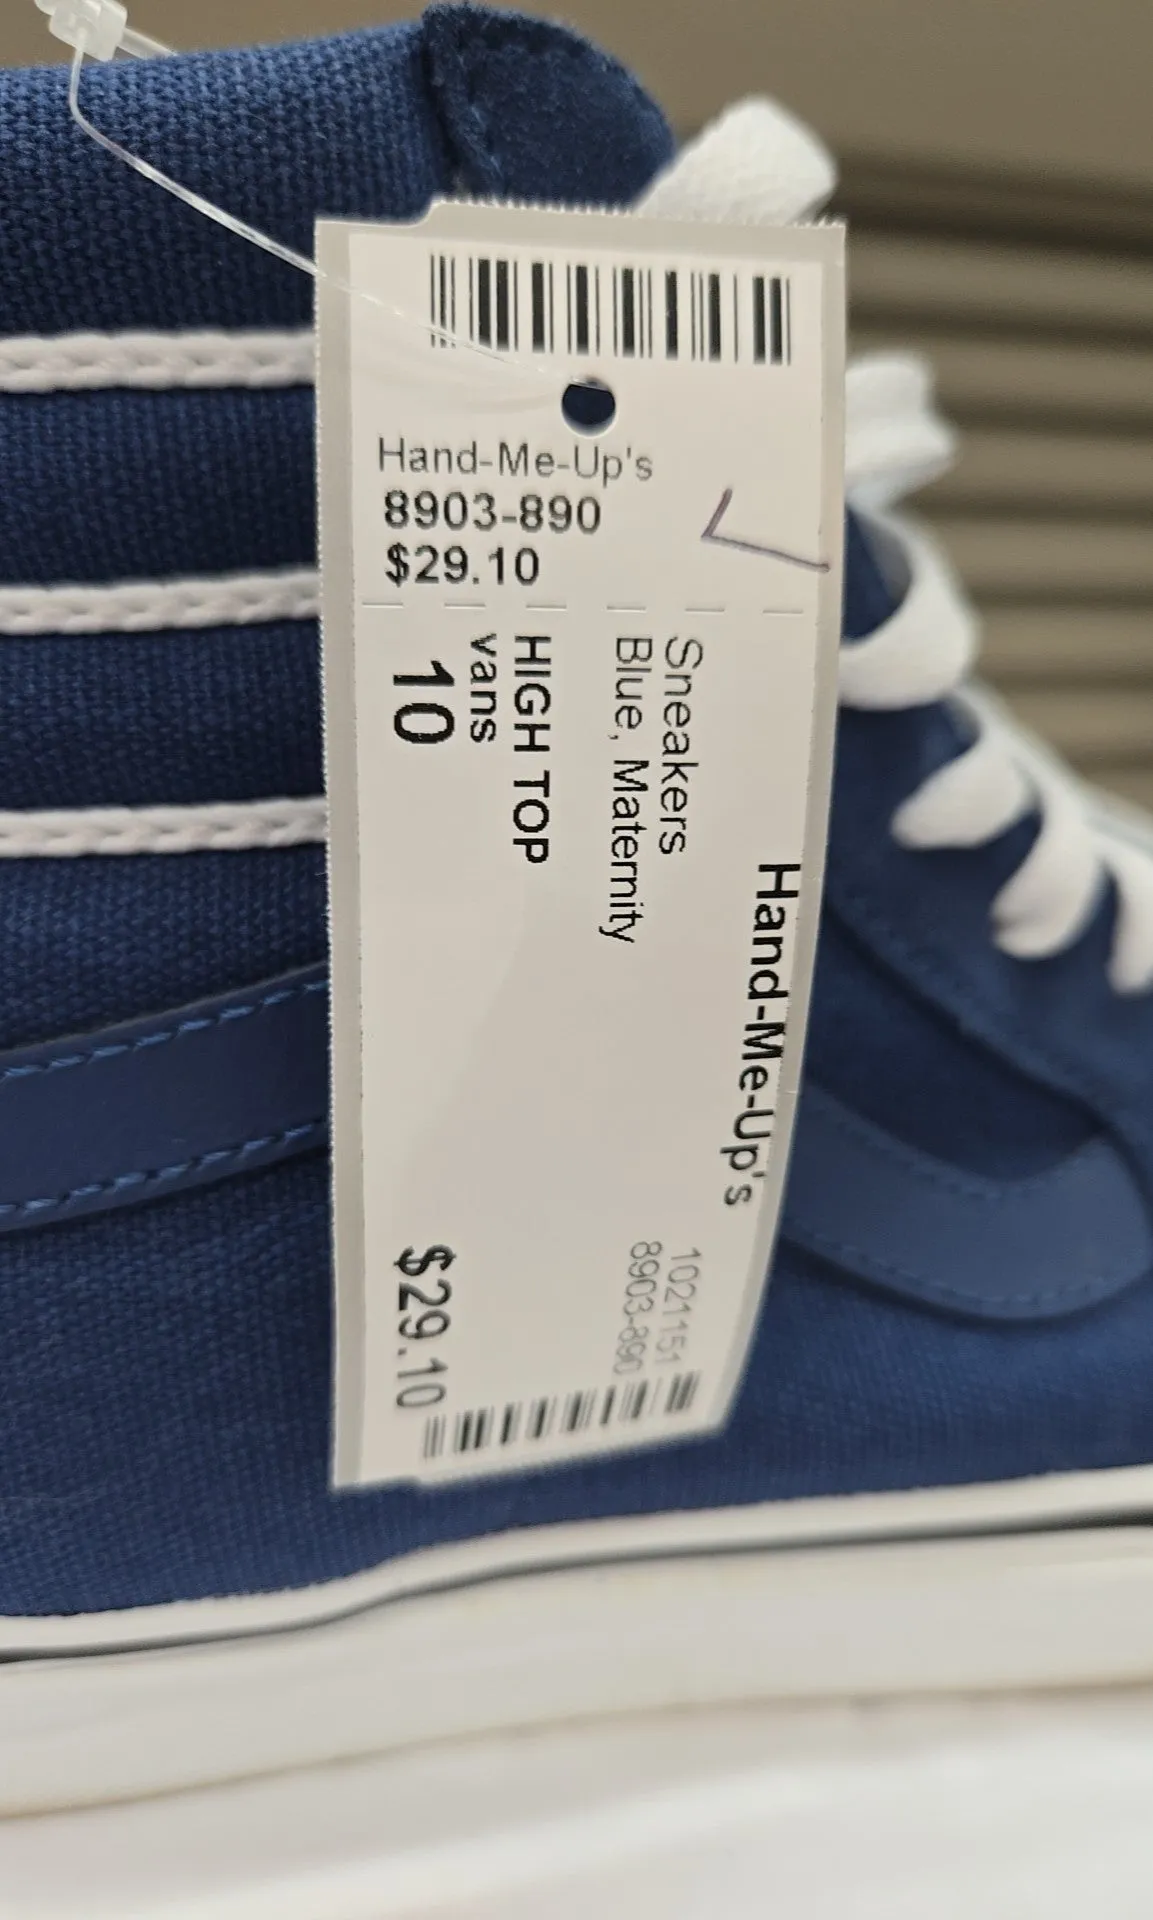 Hand-Me-Up's
8903-890
$29.10
Hand-Me-Up's
1021151
8903-890
Sneakers
Blue, Maternity
HIGH TOP
vans
10
$29.10